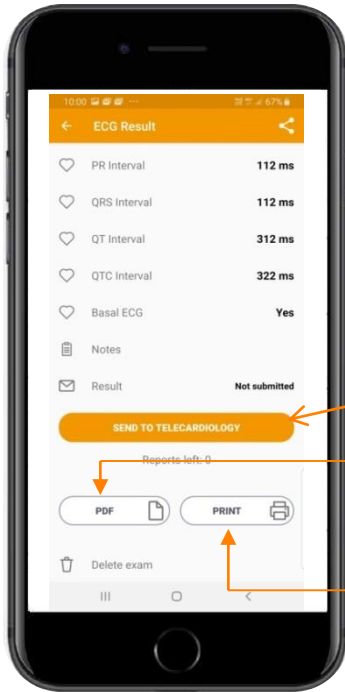 10:00 67%
ECG Result
PR Interval 112 ms
QRS Interval 112 ms
QT Interval 312 ms
QTC Interval 322 ms
Basal ECG Yes
Notes
Result Not submitted
SEND TO TELECARDIOLOGY
Reports left: 0
PDF PRINT
Delete exam